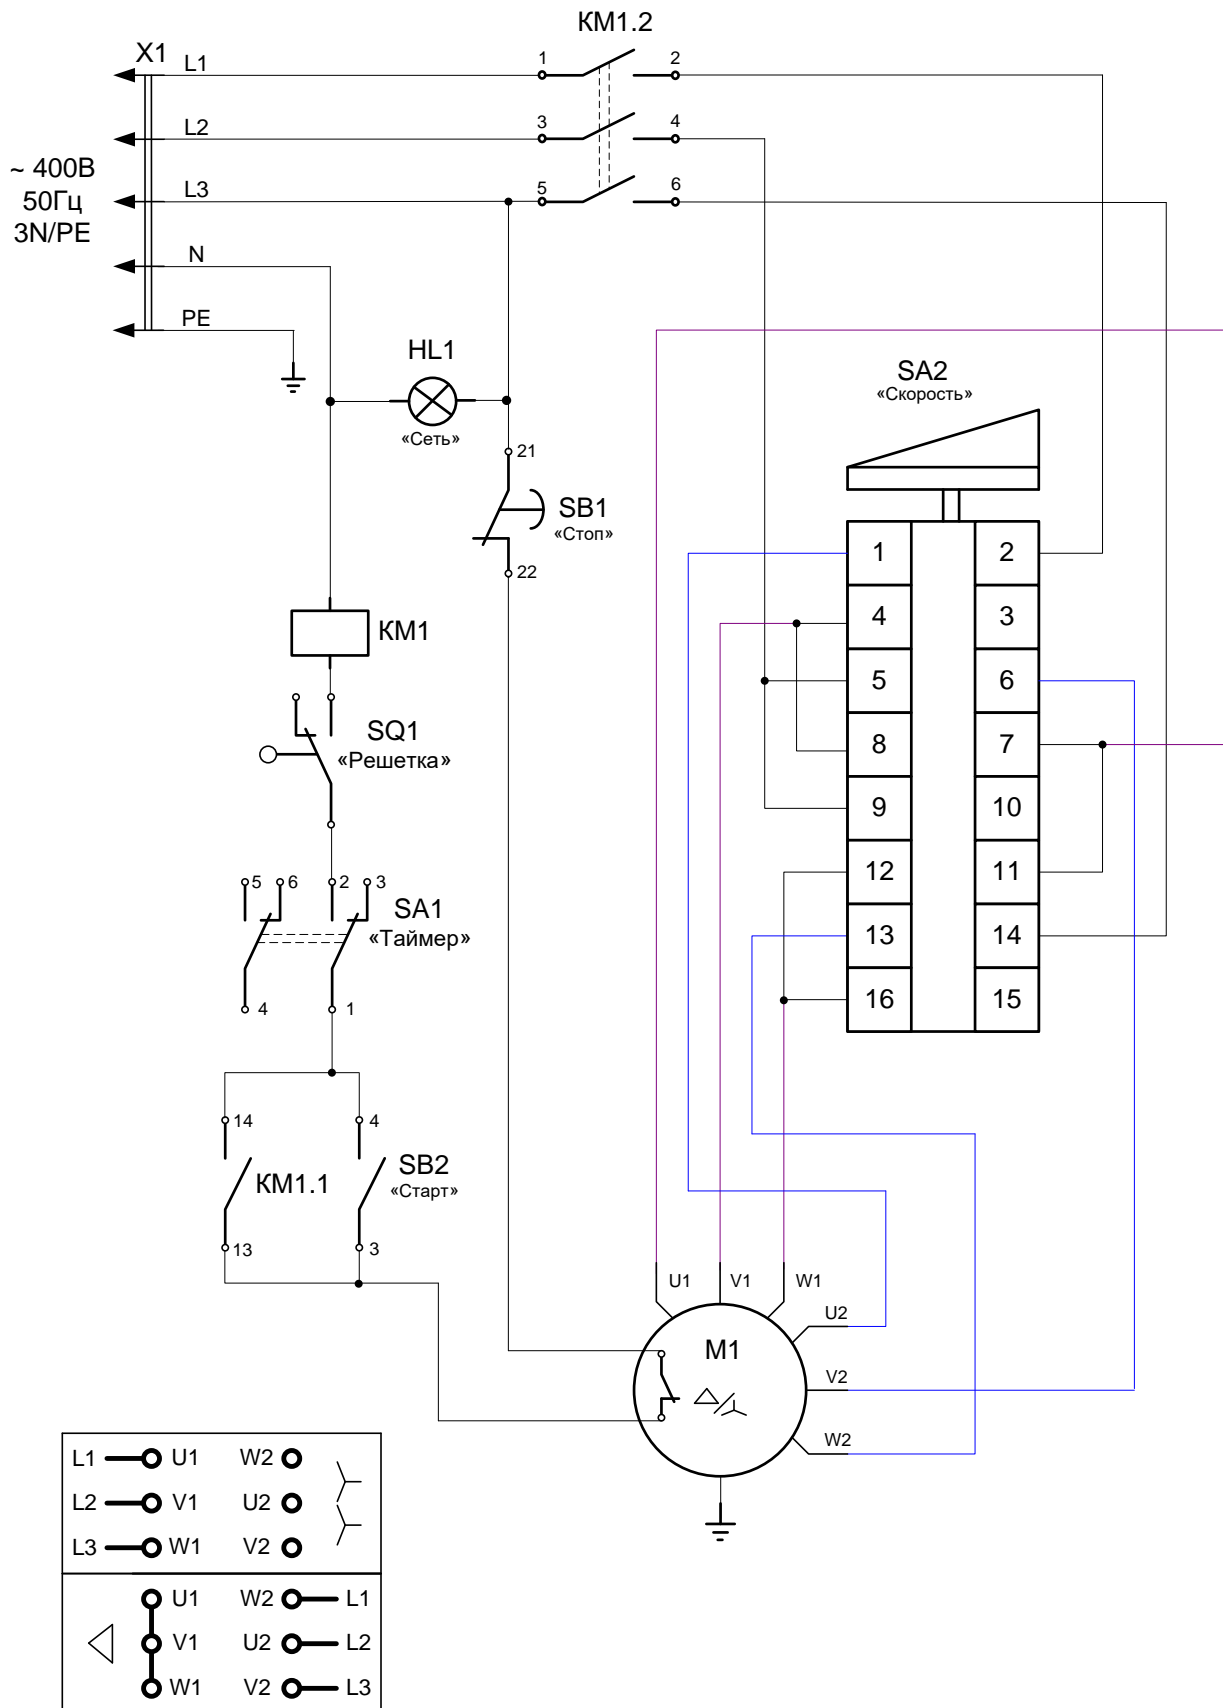 КМ1.2
X1
L1
1
2
L2
3
4
~ 400В
50Гц
3N/PE
L3
5
6
N
PE
HL1
«Сеть»
SA2
«Скорость»
21
SB1
«Стоп»
22
1
2
4
3
5
6
8
7
9
10
12
11
13
14
16
15
КМ1
SQ1
«Решетка»
5
6
2
3
SA1
«Таймер»
4
1
14
4
КМ1.1
SB2
«Старт»
13
3
U1
V1
W1
U2
M1
V2
W2
L1 U1 W2
L2 V1 U2
L3 W1 V2
U1 W2 L1
V1 U2 L2
W1 V2 L3